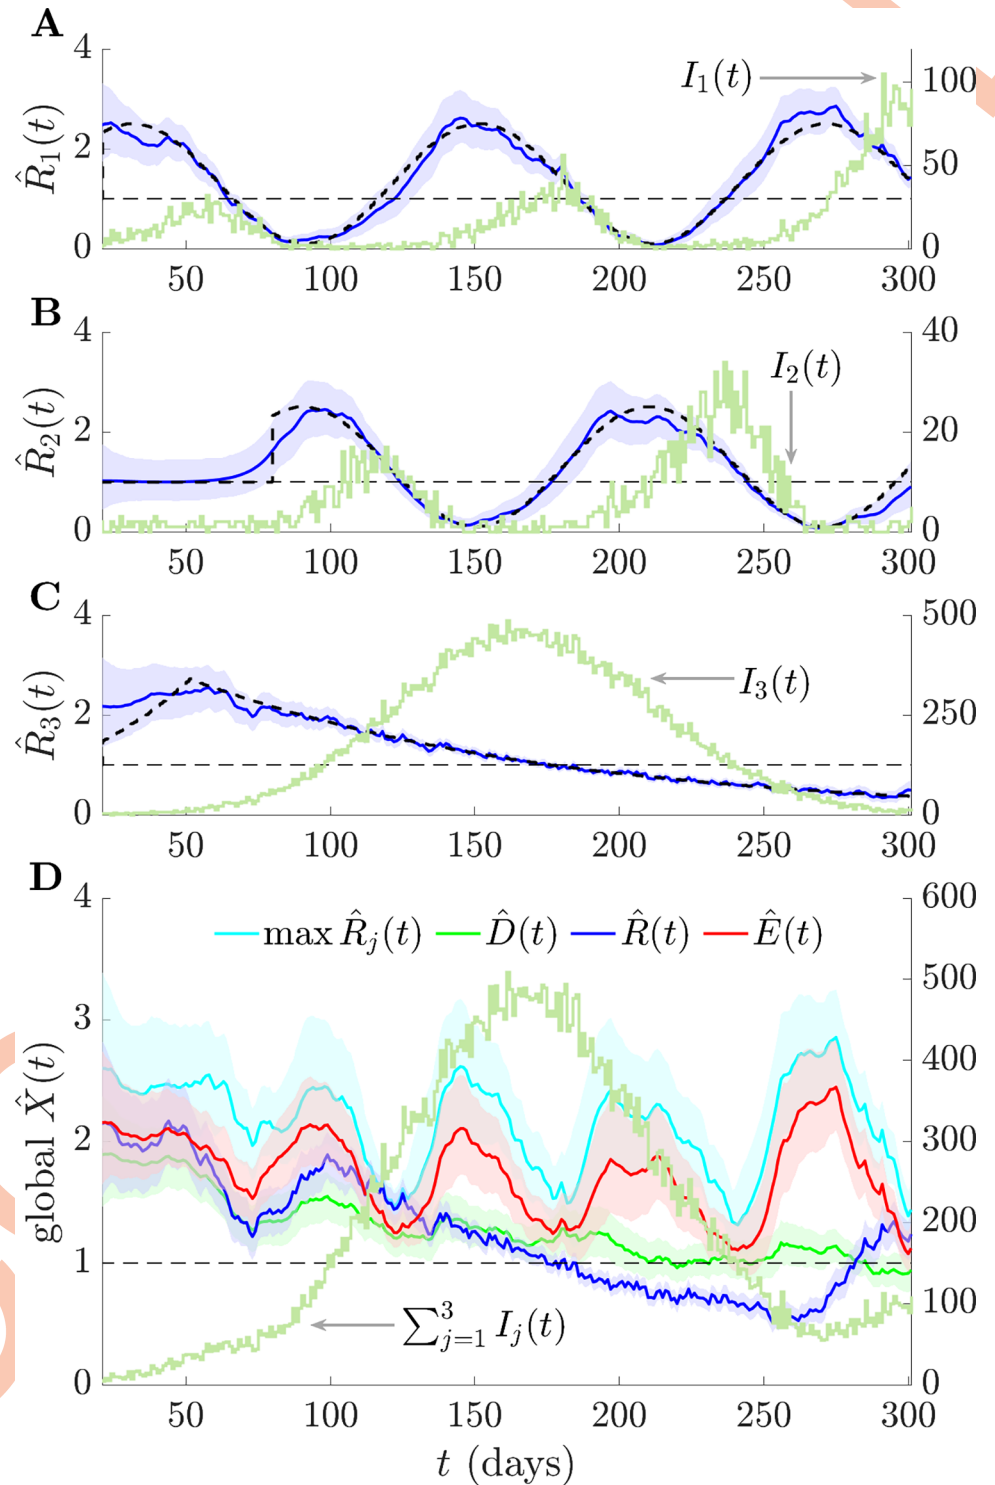 A
4
2
0
R̂₁(t)
I₁(t)
100
50
0
50 100 150 200 250 300
B
4
2
0
R̂₂(t)
I₂(t)
40
20
0
50 100 150 200 250 300
C
4
2
0
R̂₃(t)
I₃(t)
500
250
0
50 100 150 200 250 300
D
4
3
2
1
0
global X̂(t)
max R̂ⱼ(t) D̂(t) R̂(t) Ê(t)
∑³ⱼ₌₁ Iⱼ(t)
600
500
400
300
200
100
0
50 100 150 200 250 300
t (days)